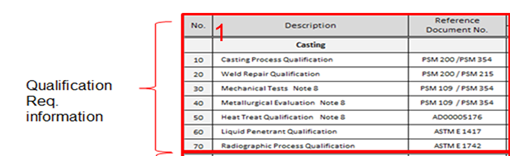 No. 1 Description Reference Document No.
Casting
10 Casting Process Qualification PSM 200 /PSM 354
20 Weld Repair Qualification PSM 200 / PSM 215
30 Mechanical Tests Note 8 PSM 109 / PSM 354
40 Metallurgical Evaluation Note 8 PSM 109 / PSM 354
50 Heat Treat Qualification Note 8 AD00005176
60 Liquid Penetrant Qualification ASTM E 1417
70 Radiographic Process Qualification ASTM E 1742
Qualification
Req.
information